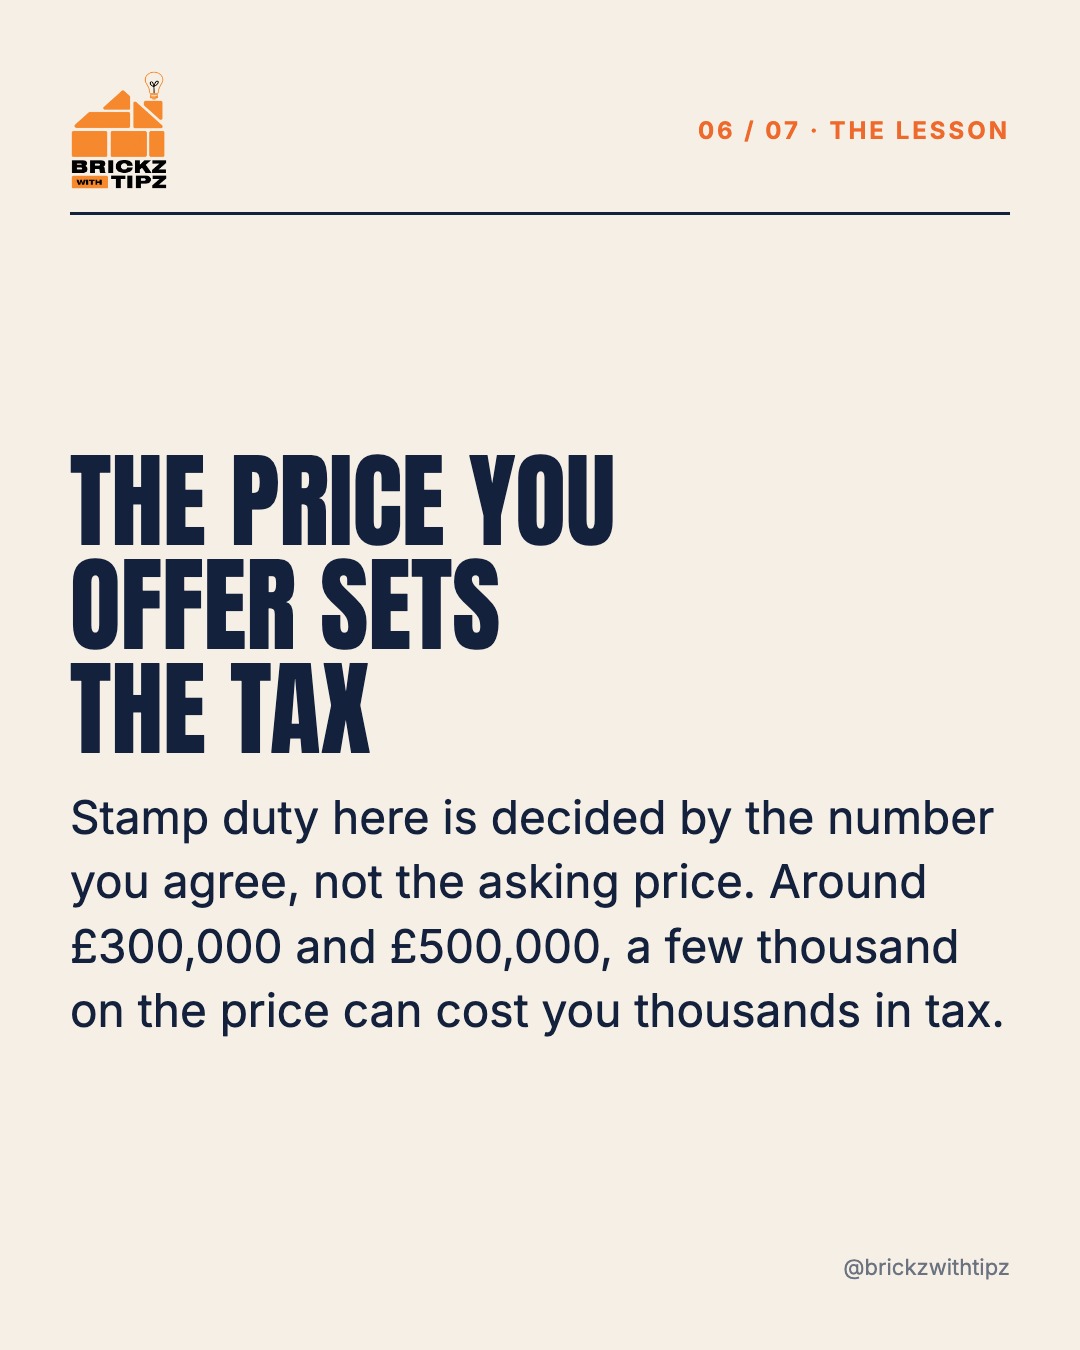 BRICKZ
WITH TIPZ
06 / 07 · THE LESSON
THE PRICE YOU
OFFER SETS
THE TAX
Stamp duty here is decided by the number
you agree, not the asking price. Around
£300,000 and £500,000, a few thousand
on the price can cost you thousands in tax.
@brickzwithtipz